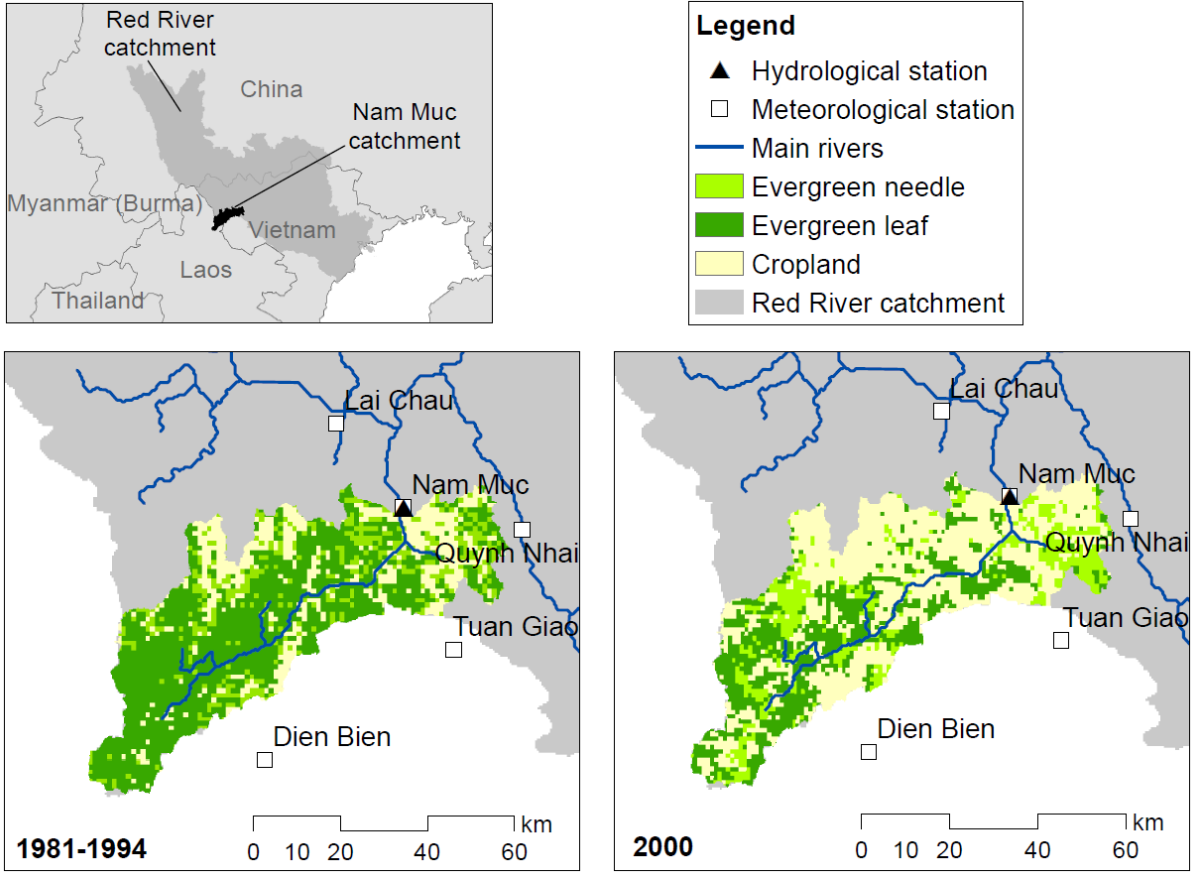 Red River
catchment
China
Nam Muc
catchment
Myanmar (Burma)
Vietnam
Laos
Thailand
Legend
Hydrological station
Meteorological station
Main rivers
Evergreen needle
Evergreen leaf
Cropland
Red River catchment
Lai Chau
Nam Muc
Quynh Nhai
Tuan Giao
Dien Bien
km
1981-1994
0 10 20 40 60
Lai Chau
Nam Muc
Quynh Nhai
Tuan Giao
Dien Bien
km
2000
0 10 20 40 60